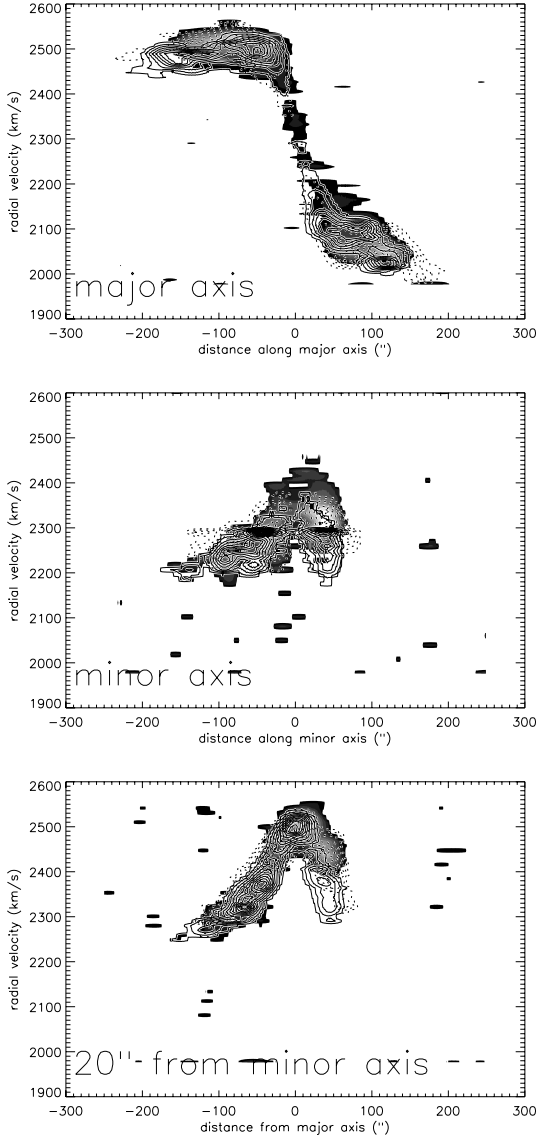 2600
2500
2400
2300
2200
2100
2000
1900
radial velocity (km/s)
major axis
-300 -200 -100 0 100 200 300
distance along major axis (")
2600
2500
2400
2300
2200
2100
2000
1900
radial velocity (km/s)
minor axis
-300 -200 -100 0 100 200 300
distance along minor axis (")
2600
2500
2400
2300
2200
2100
2000
1900
radial velocity (km/s)
20" from minor axis
-300 -200 -100 0 100 200 300
distance from major axis (")